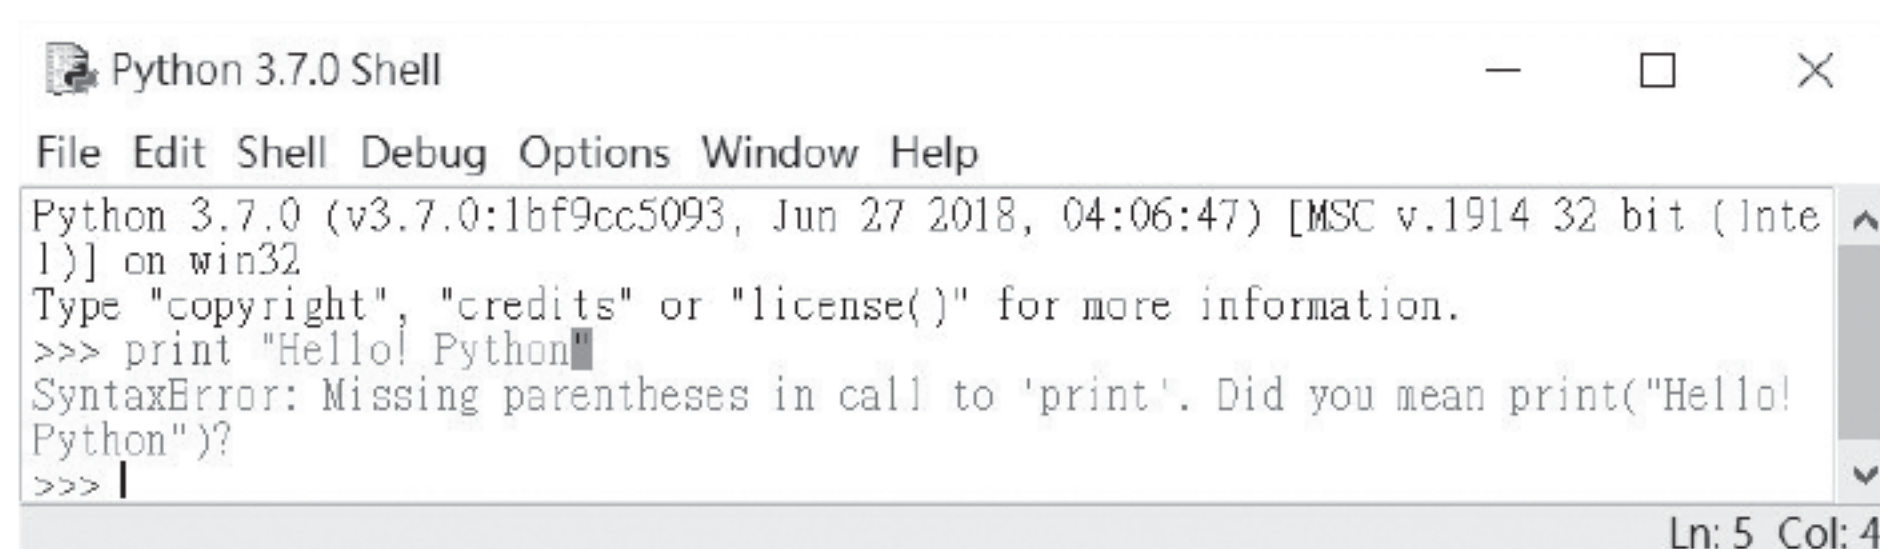 Python 3.7.0 Shell
File Edit Shell Debug Options Window Help
Python 3.7.0 (v3.7.0:1bf9cc5093, Jun 27 2018, 04:06:47) [MSC v.1914 32 bit (Inte
l)] on win32
Type "copyright", "credits" or "license()" for more information.
>>> print "Hello! Python"
SyntaxError: Missing parentheses in call to 'print'. Did you mean print("Hello!
Python")?
>>>
Ln: 5 Col: 4